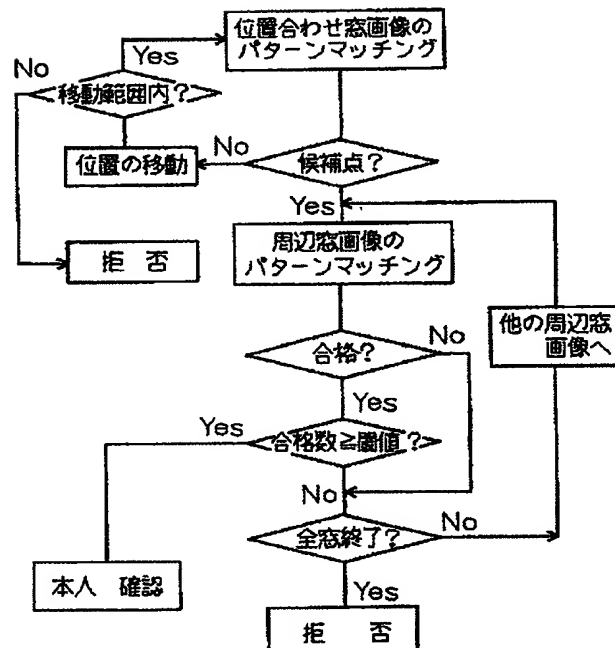 位置合わせ窓画像の
パターンマッチング
Yes
No
移動範囲内?
位置の移動
No
候補点?
Yes
拒 否
周辺窓画像の
パターンマッチング
他の周辺窓
画像へ
合格?
No
Yes
Yes
合格数≧閾値?
No
全窓終了?
No
本人 確認
Yes
拒 否